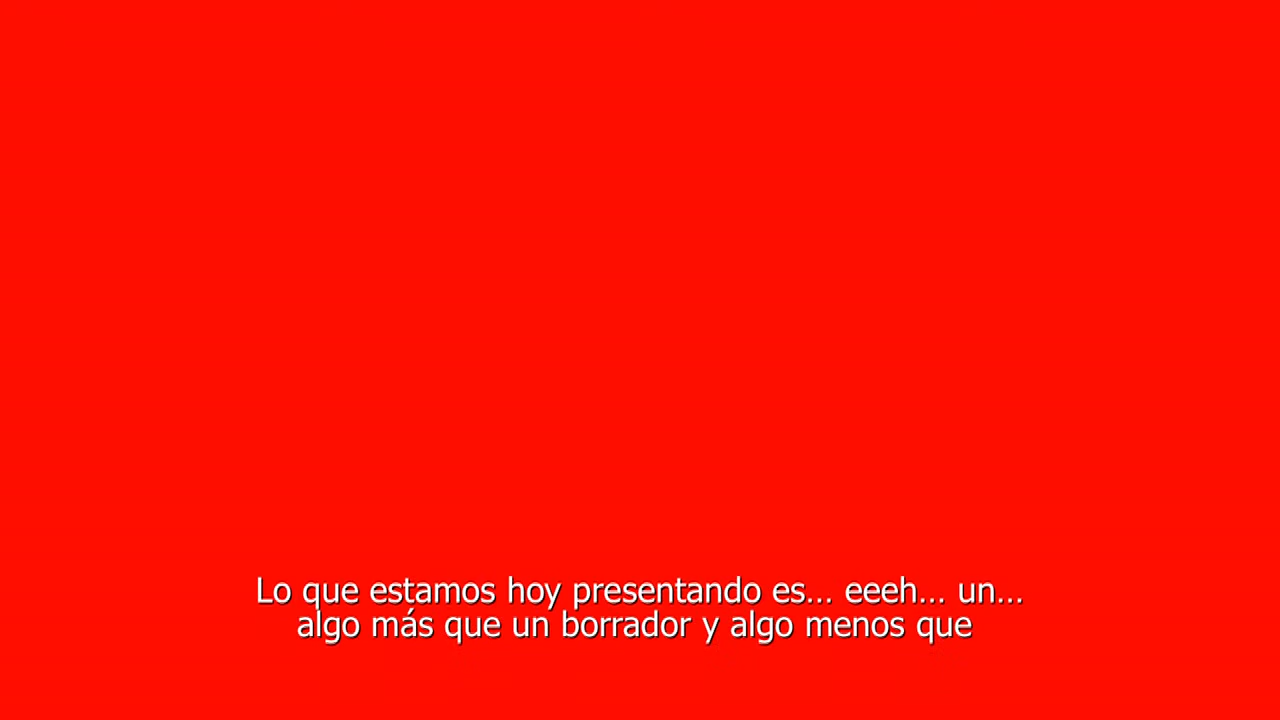 Lo que estamos hoy presentando es... eeeh... un...
algo más que un borrador y algo menos que